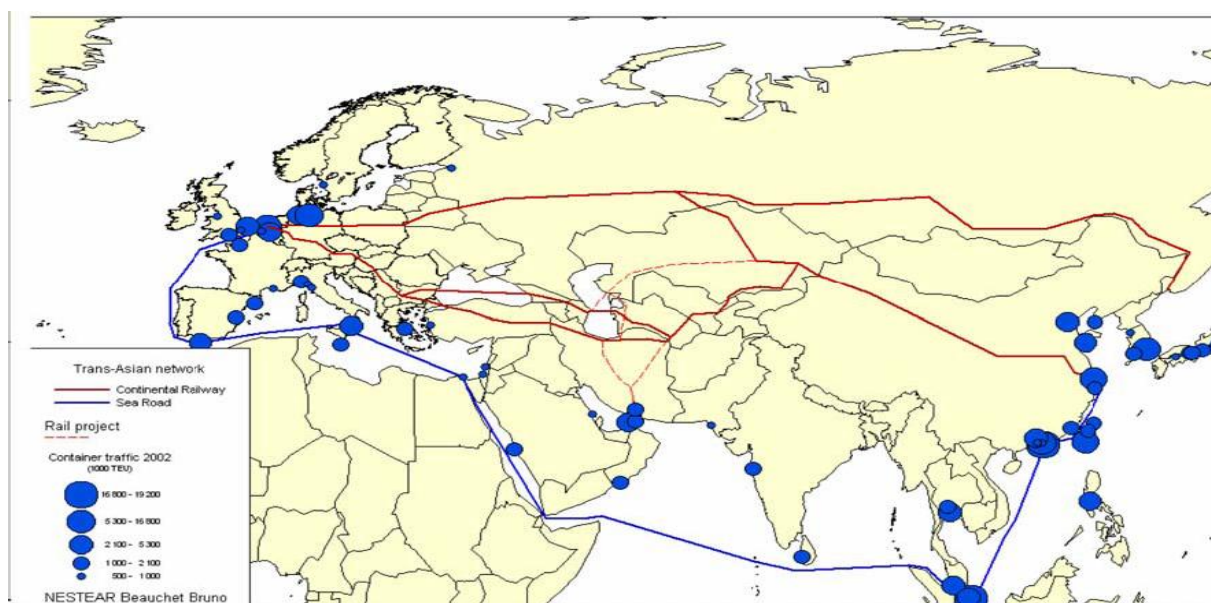 Trans-Asian network
Continental Railway
Sea Road
Rail project
Container traffic 2002
(1000 TEU)
16 800 - 19 200
5 300 - 16 800
2 100 - 5 300
1 000 - 2 100
500 - 1 000
NESTEAR Beauchet Bruno